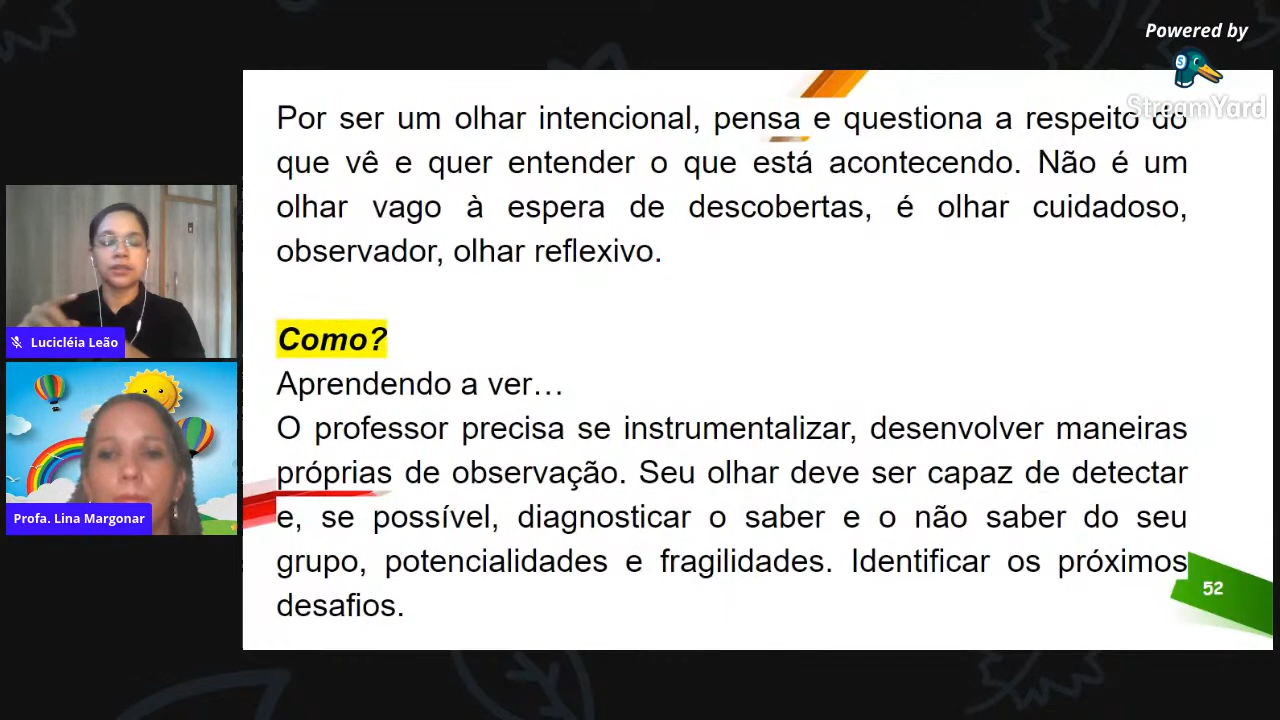 Powered by
StreamYard
Por ser um olhar intencional, pensa e questiona a respeito do
que vê e quer entender o que está acontecendo. Não é um
olhar vago à espera de descobertas, é olhar cuidadoso,
observador, olhar reflexivo.
Como?
Aprendendo a ver…
O professor precisa se instrumentalizar, desenvolver maneiras
próprias de observação. Seu olhar deve ser capaz de detectar
e, se possível, diagnosticar o saber e o não saber do seu
grupo, potencialidades e fragilidades. Identificar os próximos
desafios.
52
Lucicléia Leão
Profa. Lina Margonar